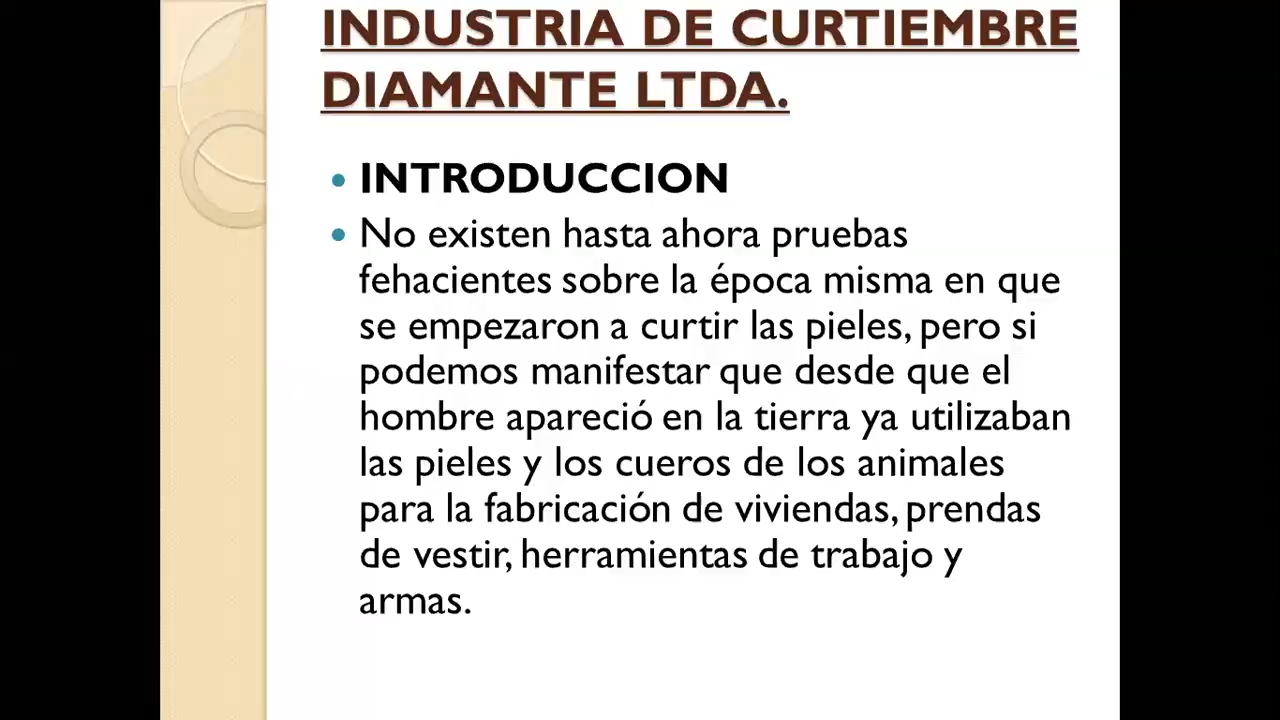 INDUSTRIA DE CURTIEMBRE
DIAMANTE LTDA.
• INTRODUCCION
• No existen hasta ahora pruebas
fehacientes sobre la época misma en que
se empezaron a curtir las pieles, pero si
podemos manifestar que desde que el
hombre apareció en la tierra ya utilizaban
las pieles y los cueros de los animales
para la fabricación de viviendas, prendas
de vestir, herramientas de trabajo y
armas.